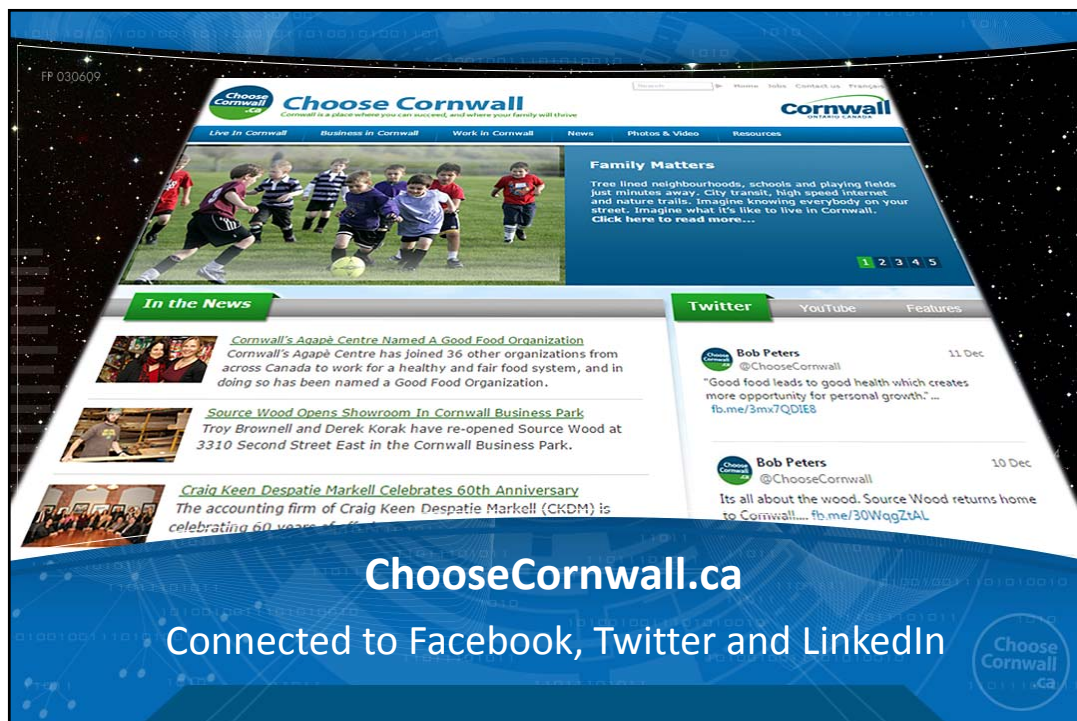 FP 030609
Search
Home Jobs Contact us Français
Choose
Cornwall
.ca
Choose Cornwall
Cornwall is a place where you can succeed, and where your family will thrive
Cornwall
ONTARIO CANADA
Live In Cornwall Business in Cornwall Work in Cornwall News Photos & Video Resources
Family Matters
Tree lined neighbourhoods, schools and playing fields
just minutes away. City transit, high speed internet
and nature trails. Imagine knowing everybody on your
street. Imagine what it's like to live in Cornwall.
Click here to read more...
1 2 3 4 5
In the News
Cornwall's Agapè Centre Named A Good Food Organization
Cornwall's Agapè Centre has joined 36 other organizations from
across Canada to work for a healthy and fair food system, and in
doing so has been named a Good Food Organization.
Source Wood Opens Showroom In Cornwall Business Park
Troy Brownell and Derek Korak have re-opened Source Wood at
3310 Second Street East in the Cornwall Business Park.
Craig Keen Despatie Markell Celebrates 60th Anniversary
The accounting firm of Craig Keen Despatie Markell (CKDM) is
celebrating 60 years of
Twitter YouTube Features
Choose
Cornwall
.ca
Bob Peters 11 Dec
@ChooseCornwall
"Good food leads to good health which creates
more opportunity for personal growth."...
fb.me/3mx7QDIE8
Choose
Cornwall
.ca
Bob Peters 10 Dec
@ChooseCornwall
Its all about the wood. Source Wood returns home
to Cornwall.... fb.me/30WqgZtAL
ChooseCornwall.ca
Connected to Facebook, Twitter and LinkedIn
Choose
Cornwall
.ca